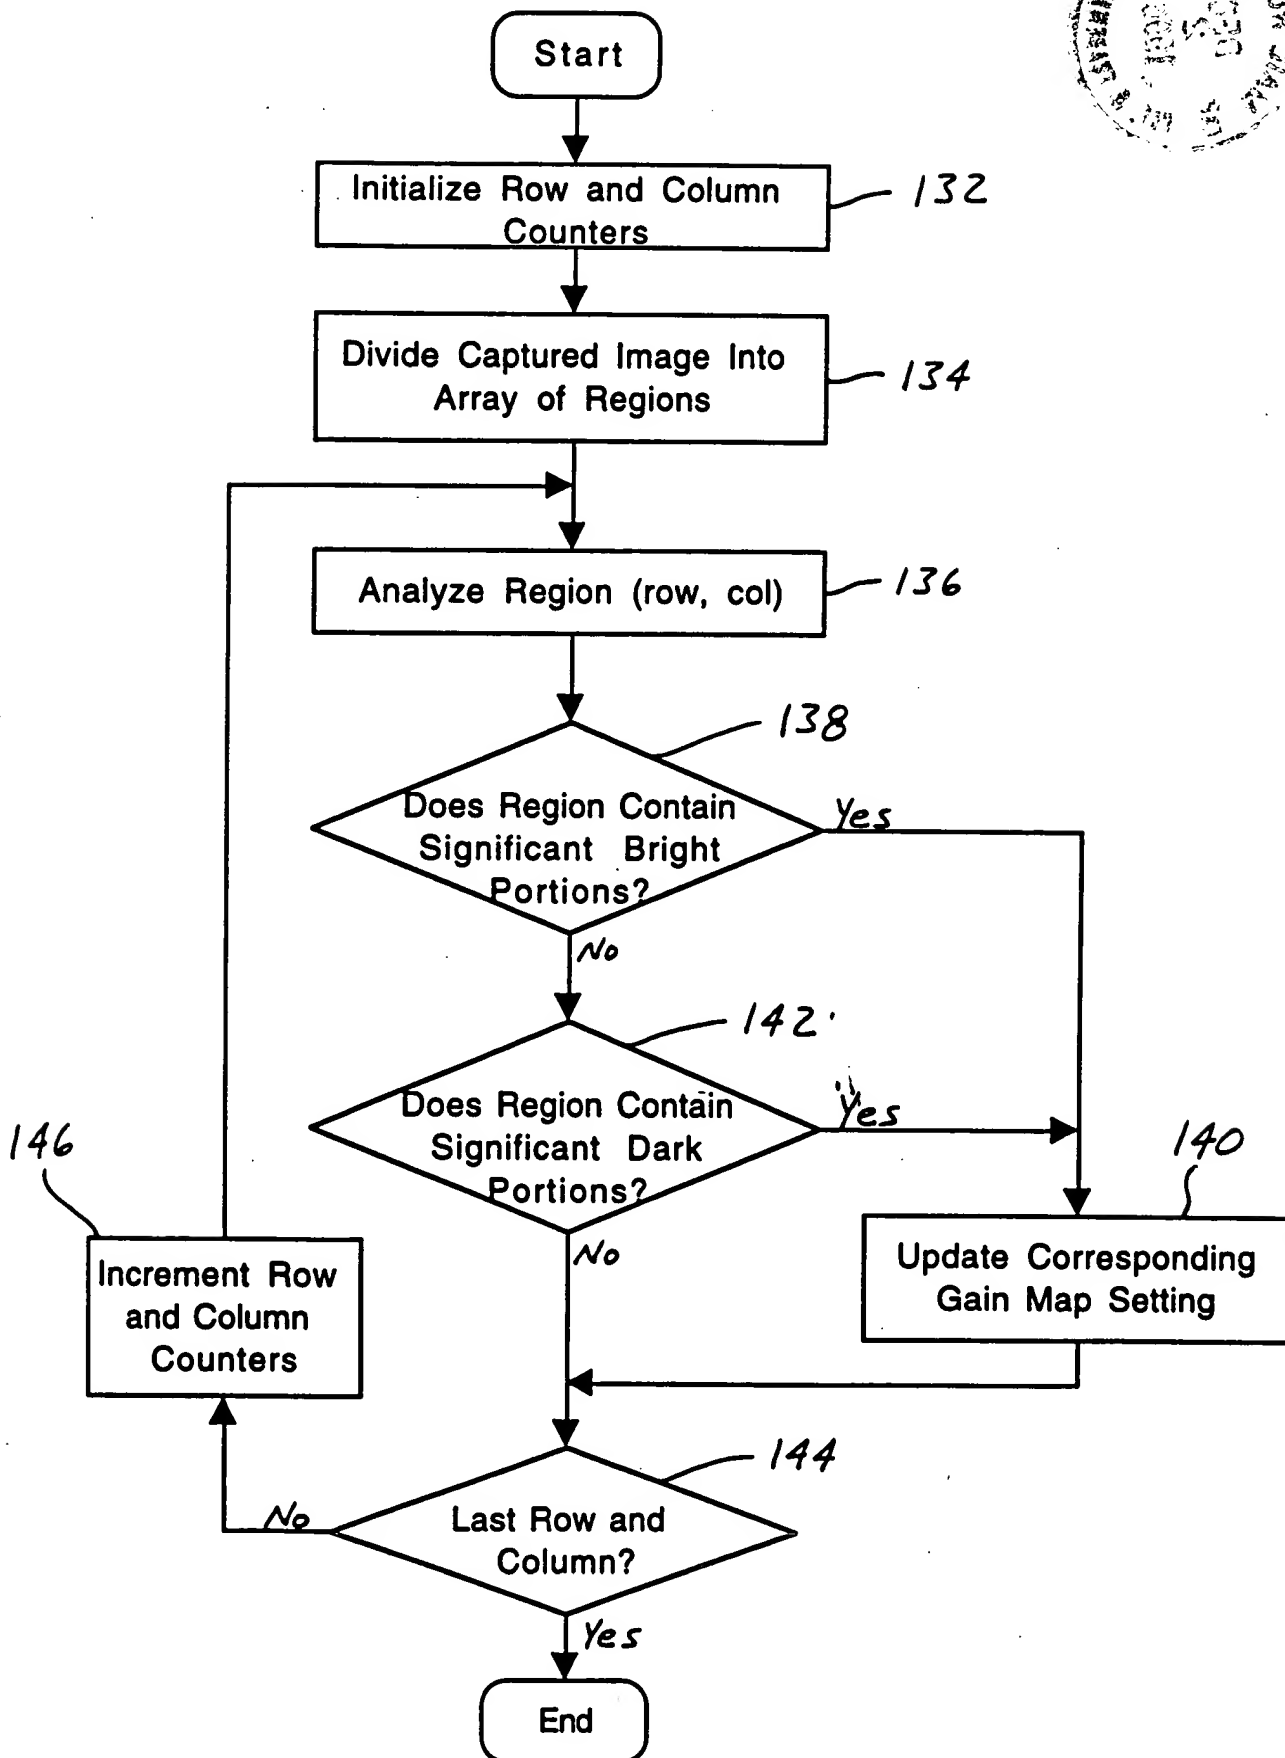 Start
Initialize Row and Column
Counters
132
Divide Captured Image Into
Array of Regions
134
Analyze Region (row, col)
136
138
Does Region Contain
Significant Bright
Portions?
Yes
No
142
Does Region Contain
Significant Dark
Portions?
Yes
No
146
Increment Row
and Column
Counters
140
Update Corresponding
Gain Map Setting
144
Last Row and
Column?
No
Yes
End